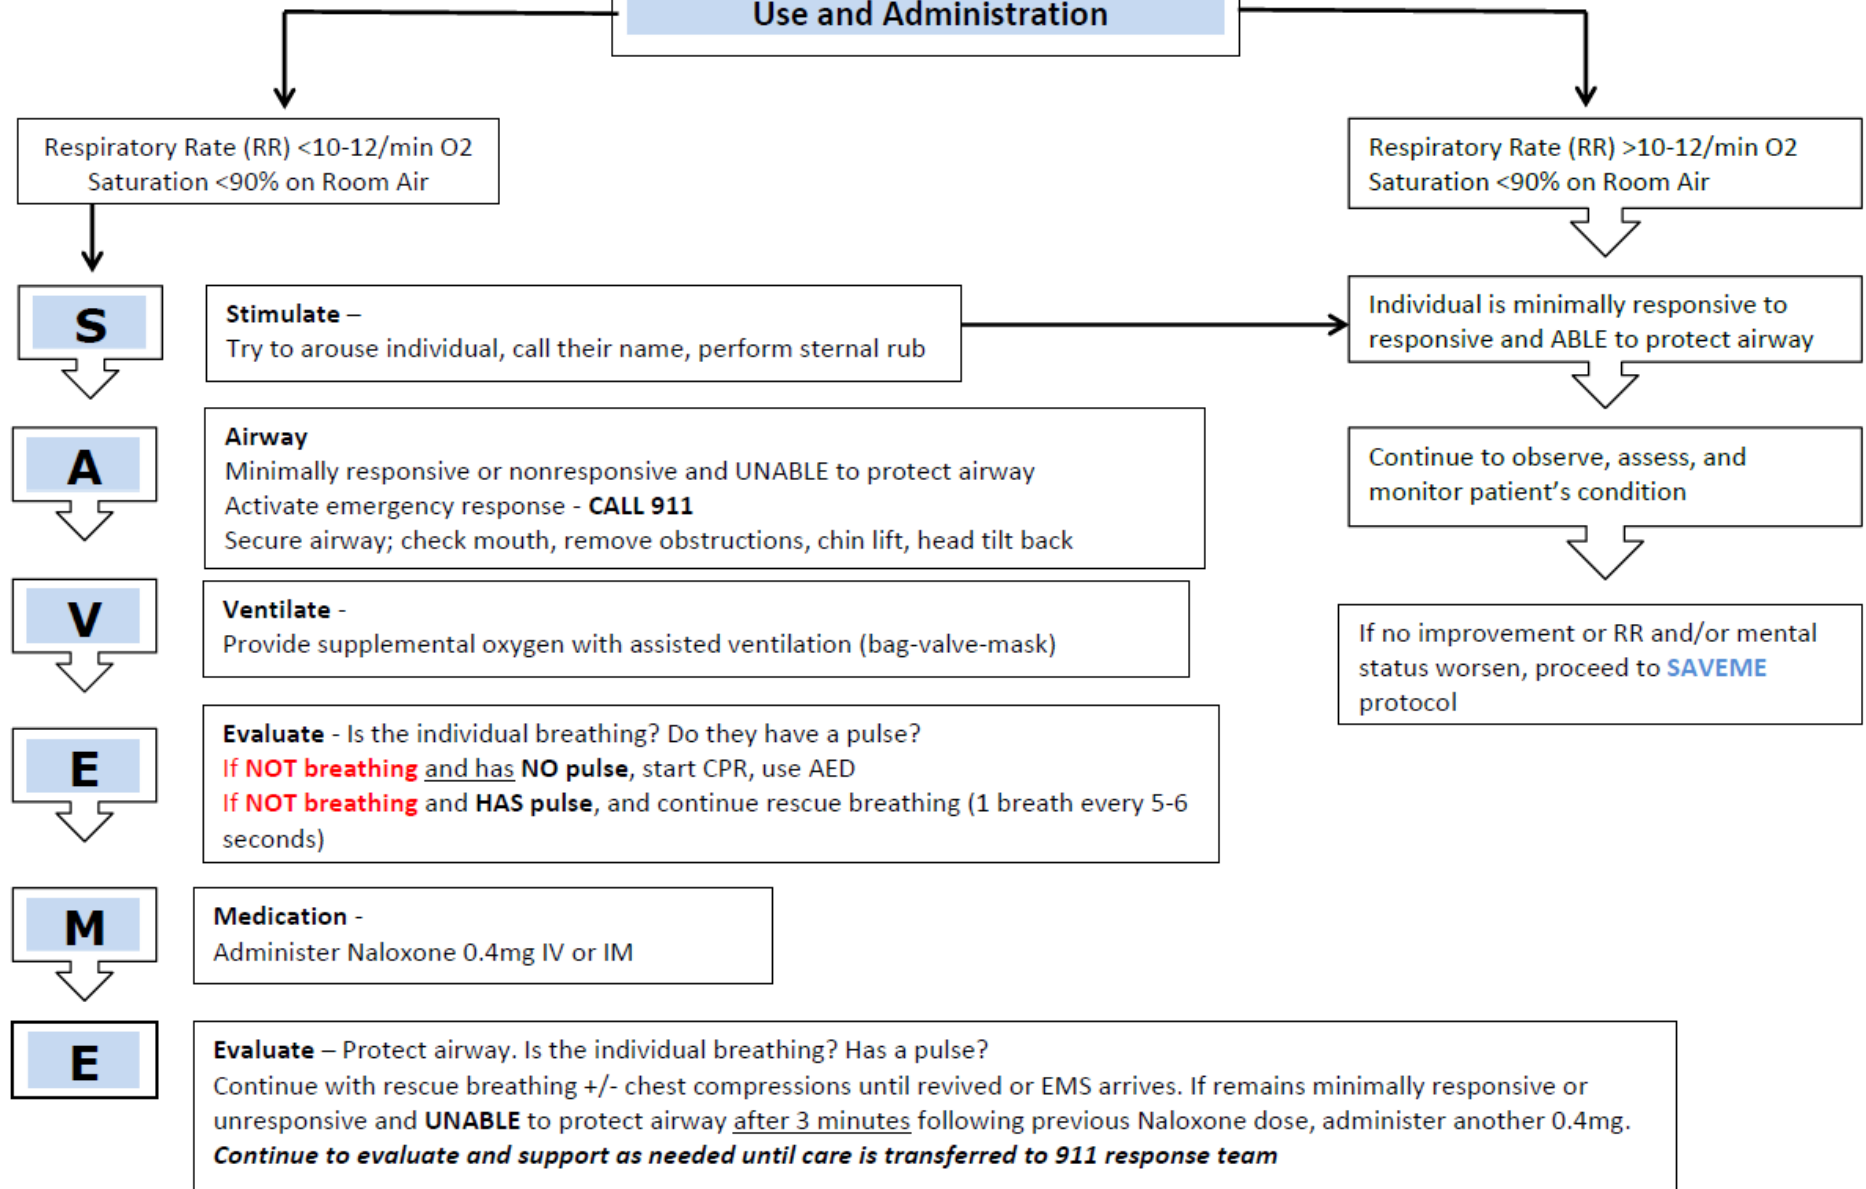 Use and Administration
Respiratory Rate (RR) <10-12/min O2
Saturation <90% on Room Air
Respiratory Rate (RR) >10-12/min O2
Saturation <90% on Room Air
S
Stimulate –
Try to arouse individual, call their name, perform sternal rub
Individual is minimally responsive to
responsive and ABLE to protect airway
A
Airway
Minimally responsive or nonresponsive and UNABLE to protect airway
Activate emergency response - CALL 911
Secure airway; check mouth, remove obstructions, chin lift, head tilt back
Continue to observe, assess, and
monitor patient's condition
V
Ventilate -
Provide supplemental oxygen with assisted ventilation (bag-valve-mask)
If no improvement or RR and/or mental
status worsen, proceed to SAVEME
protocol
E
Evaluate - Is the individual breathing? Do they have a pulse?
If NOT breathing and has NO pulse, start CPR, use AED
If NOT breathing and HAS pulse, and continue rescue breathing (1 breath every 5-6
seconds)
M
Medication -
Administer Naloxone 0.4mg IV or IM
E
Evaluate – Protect airway. Is the individual breathing? Has a pulse?
Continue with rescue breathing +/- chest compressions until revived or EMS arrives. If remains minimally responsive or
unresponsive and UNABLE to protect airway after 3 minutes following previous Naloxone dose, administer another 0.4mg.
Continue to evaluate and support as needed until care is transferred to 911 response team